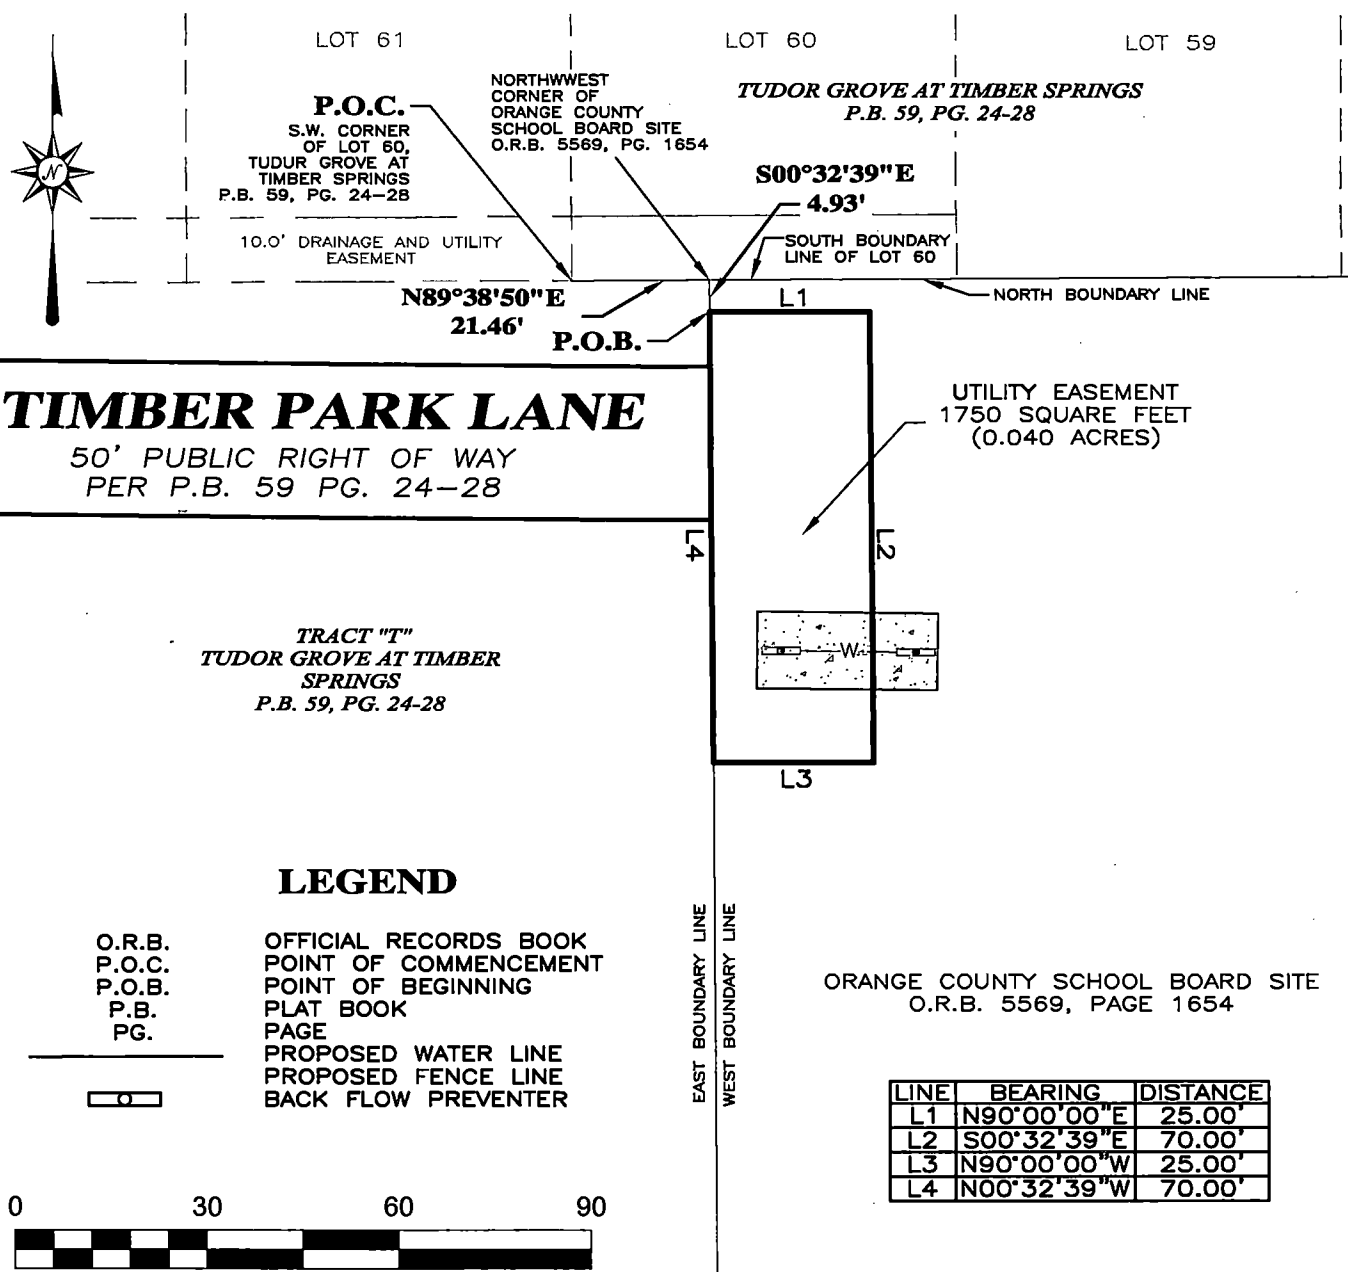 LOT 61
LOT 60
LOT 59
P.O.C.
S.W. CORNER
OF LOT 60,
TUDUR GROVE AT
TIMBER SPRINGS
P.B. 59, PG. 24-28
NORTHWWEST
CORNER OF
ORANGE COUNTY
SCHOOL BOARD SITE
O.R.B. 5569, PG. 1654
TUDOR GROVE AT TIMBER SPRINGS
P.B. 59, PG. 24-28
N
S00°32'39"E
4.93'
10.0' DRAINAGE AND UTILITY
EASEMENT
SOUTH BOUNDARY
LINE OF LOT 60
N89°38'50"E
21.46'
P.O.B.
L1
NORTH BOUNDARY LINE
TIMBER PARK LANE
50' PUBLIC RIGHT OF WAY
PER P.B. 59 PG. 24-28
UTILITY EASEMENT
1750 SQUARE FEET
(0.040 ACRES)
L4
L2
TRACT "T"
TUDOR GROVE AT TIMBER
SPRINGS
P.B. 59, PG. 24-28
W
L3
LEGEND
O.R.B. OFFICIAL RECORDS BOOK
P.O.C. POINT OF COMMENCEMENT
P.O.B. POINT OF BEGINNING
P.B. PLAT BOOK
PG. PAGE
PROPOSED WATER LINE
PROPOSED FENCE LINE
BACK FLOW PREVENTER
EAST BOUNDARY LINE
WEST BOUNDARY LINE
ORANGE COUNTY SCHOOL BOARD SITE
O.R.B. 5569, PAGE 1654
LINE BEARING DISTANCE
L1 N90°00'00"E 25.00'
L2 S00°32'39"E 70.00'
L3 N90°00'00"W 25.00'
L4 N00°32'39"W 70.00'
0 30 60 90